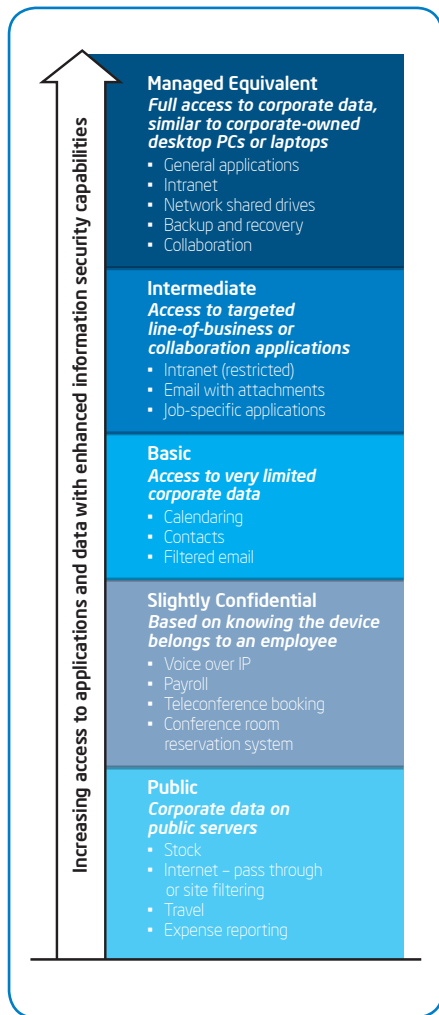 Increasing access to applications and data with enhanced information security capabilities
Managed Equivalent
Full access to corporate data,
similar to corporate-owned
desktop PCs or laptops
▪ General applications
▪ Intranet
▪ Network shared drives
▪ Backup and recovery
▪ Collaboration
Intermediate
Access to targeted
line-of-business or
collaboration applications
▪ Intranet (restricted)
▪ Email with attachments
▪ Job-specific applications
Basic
Access to very limited
corporate data
▪ Calendaring
▪ Contacts
▪ Filtered email
Slightly Confidential
Based on knowing the device
belongs to an employee
▪ Voice over IP
▪ Payroll
▪ Teleconference booking
▪ Conference room
reservation system
Public
Corporate data on
public servers
▪ Stock
▪ Internet – pass through
or site filtering
▪ Travel
▪ Expense reporting